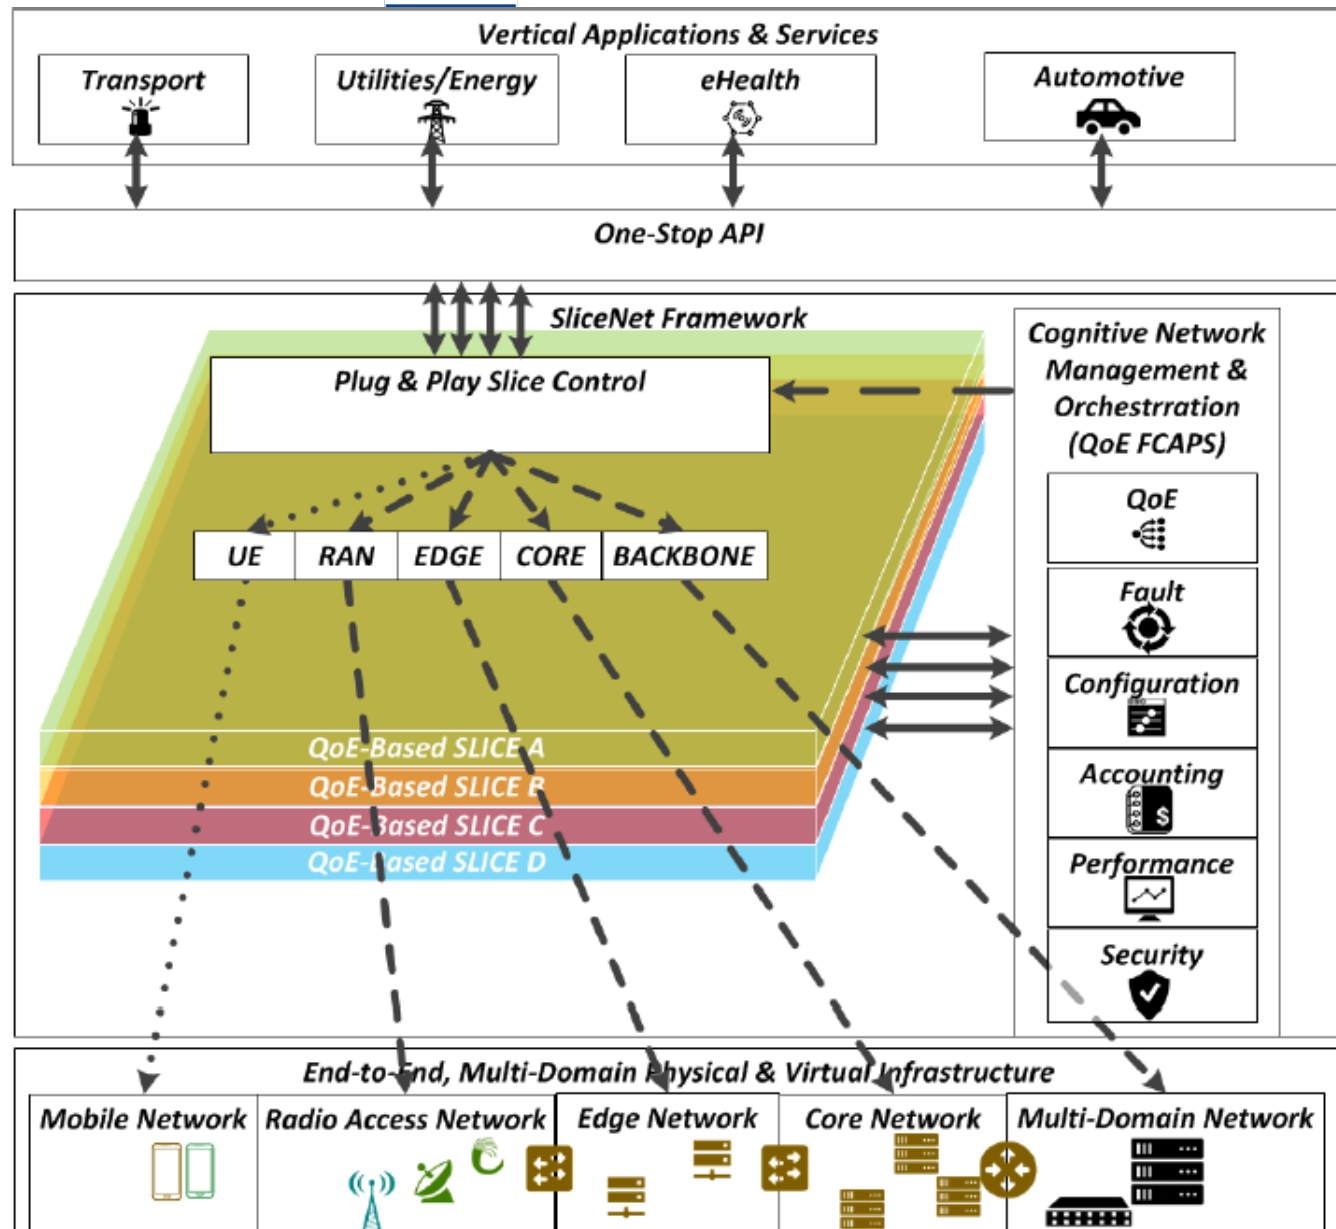 Vertical Applications & Services
Transport
Utilities/Energy
eHealth
Automotive
One-Stop API
SliceNet Framework
Plug & Play Slice Control
Cognitive Network
Management &
Orchestrration
(QoE FCAPS)
QoE
Fault
Configuration
Accounting
$
Performance
Security
UE
RAN
EDGE
CORE
BACKBONE
QoE-Based SLICE A
QoE-Based SLICE B
QoE-Based SLICE C
QoE-Based SLICE D
End-to-End, Multi-Domain Physical & Virtual Infrastructure
Mobile Network
Radio Access Network
Edge Network
Core Network
Multi-Domain Network